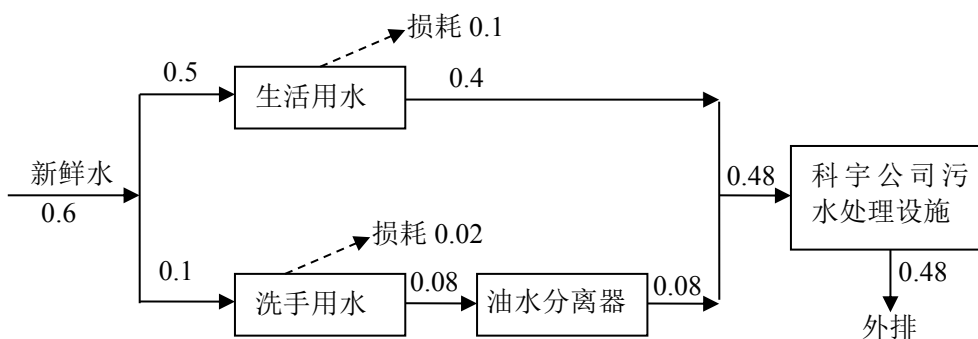 损耗 0.1
0.5
生活用水
0.4
新鲜水
0.6
0.48
科宇公司污
水处理设施
损耗 0.02
0.1
洗手用水
0.08
油水分离器
0.08
0.48
外排